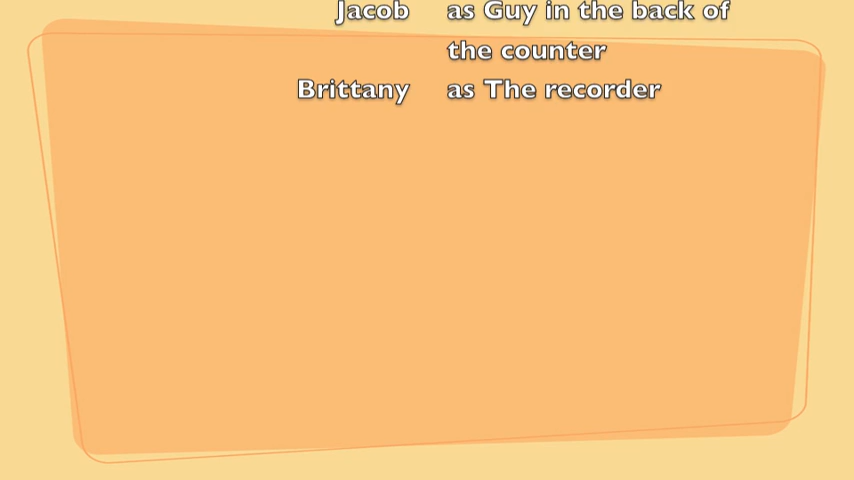 Jacob as Guy in the back of
the counter
Brittany as The recorder